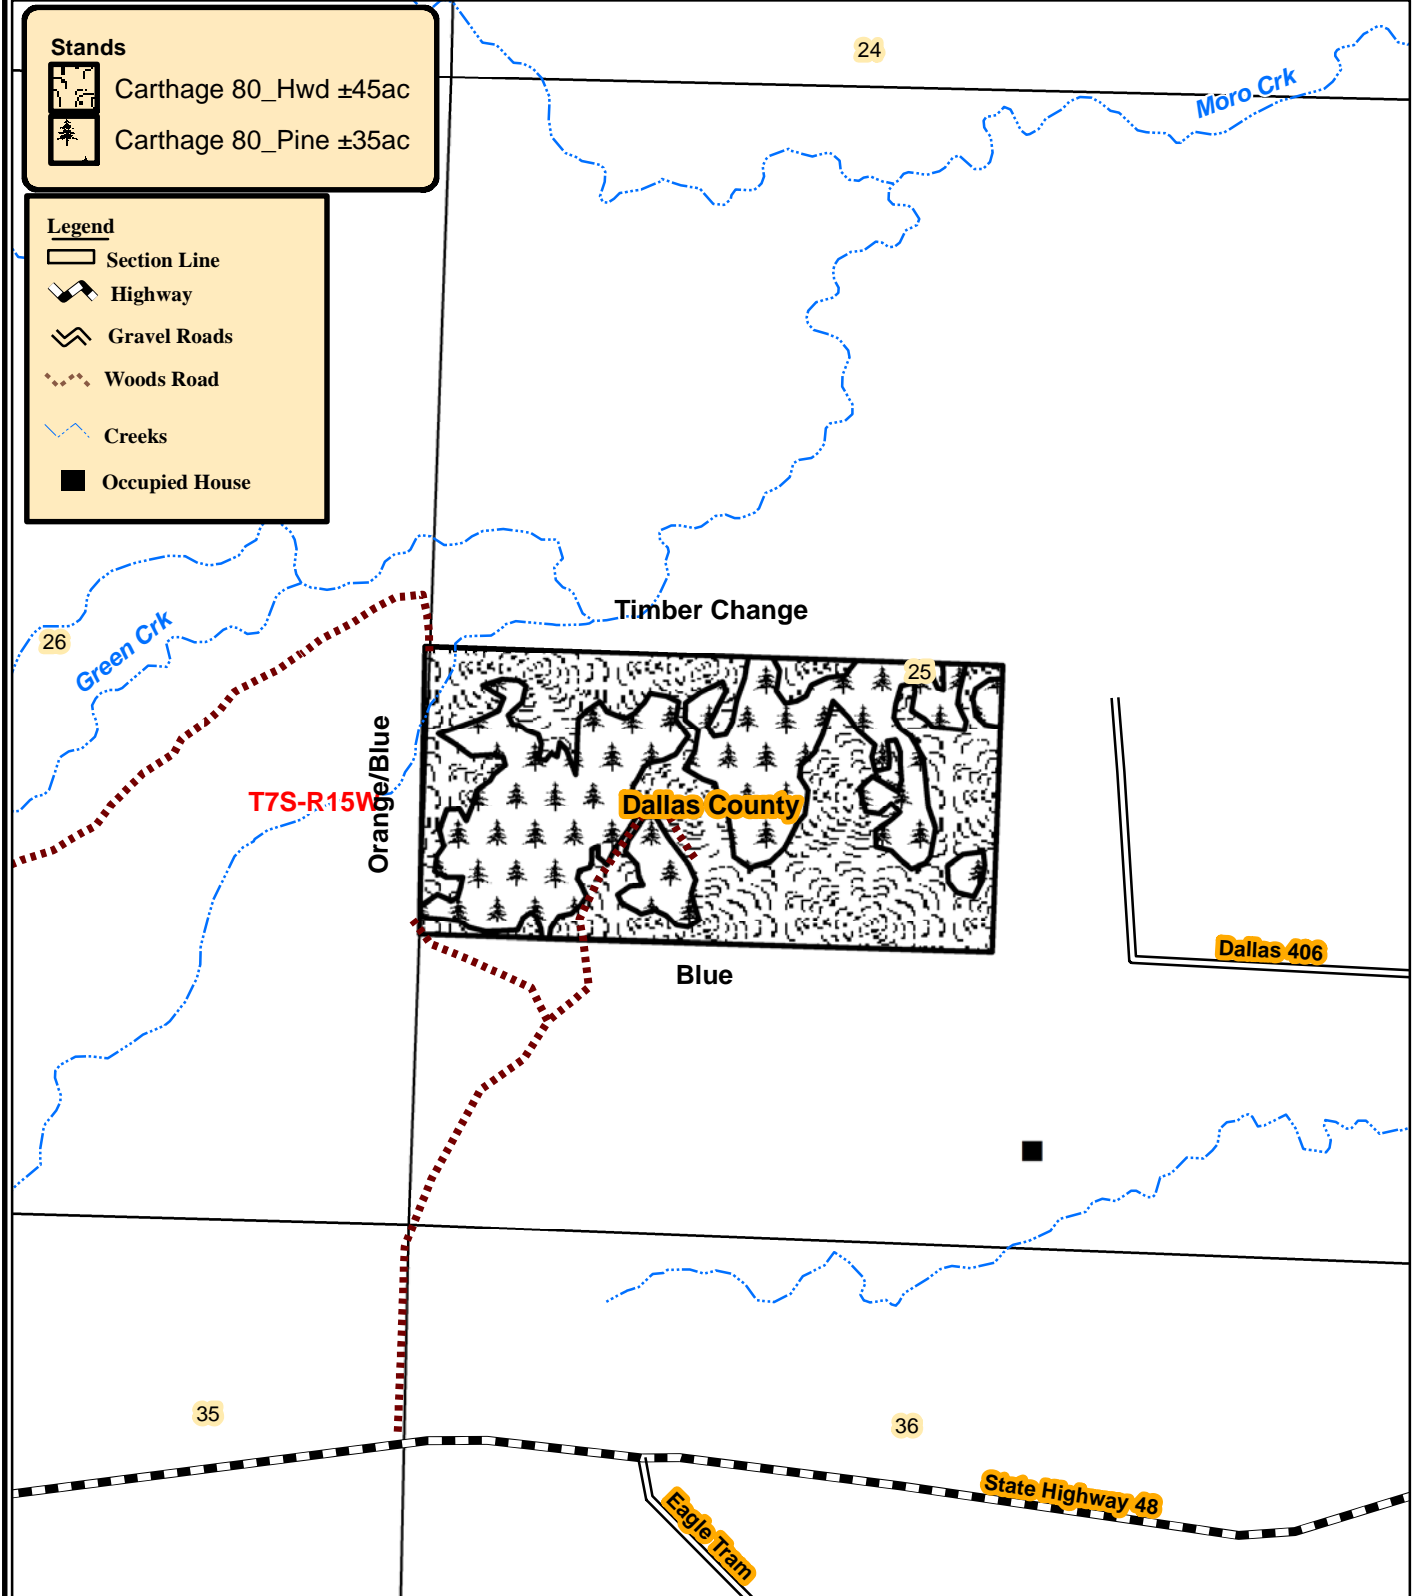 Stands
Carthage 80_Hwd ±45ac
Carthage 80_Pine ±35ac
Legend
Section Line
Highway
Gravel Roads
Woods Road
Creeks
Occupied House
24
Moro Crk
26
Green Crk
Timber Change
25
Orange/Blue
T7S-R15W
Dallas County
Blue
Dallas 406
35
36
State Highway 48
Eagle Tram